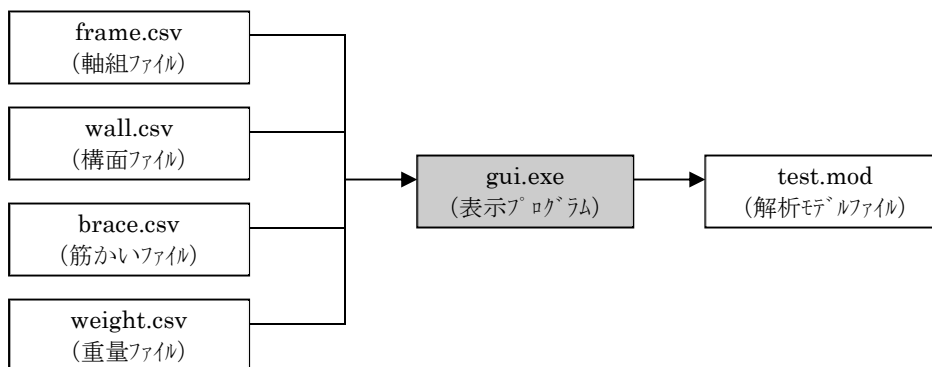 frame.csv
(軸組ﾌｧｲﾙ)
wall.csv
(構面ﾌｧｲﾙ)
brace.csv
(筋かいﾌｧｲﾙ)
weight.csv
(重量ﾌｧｲﾙ)
gui.exe
(表示ﾌﾟﾛｸﾞﾗﾑ)
test.mod
(解析ﾓﾃﾞﾙﾌｧｲﾙ)